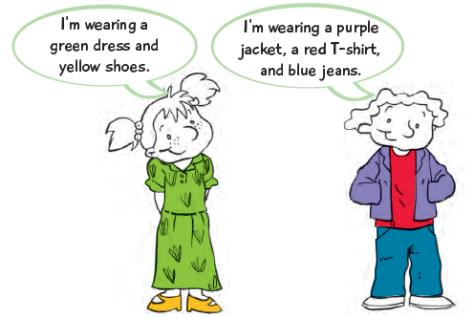 I'm wearing a
green dress and
yellow shoes.
I'm wearing a purple
jacket, a red T-shirt,
and blue jeans.